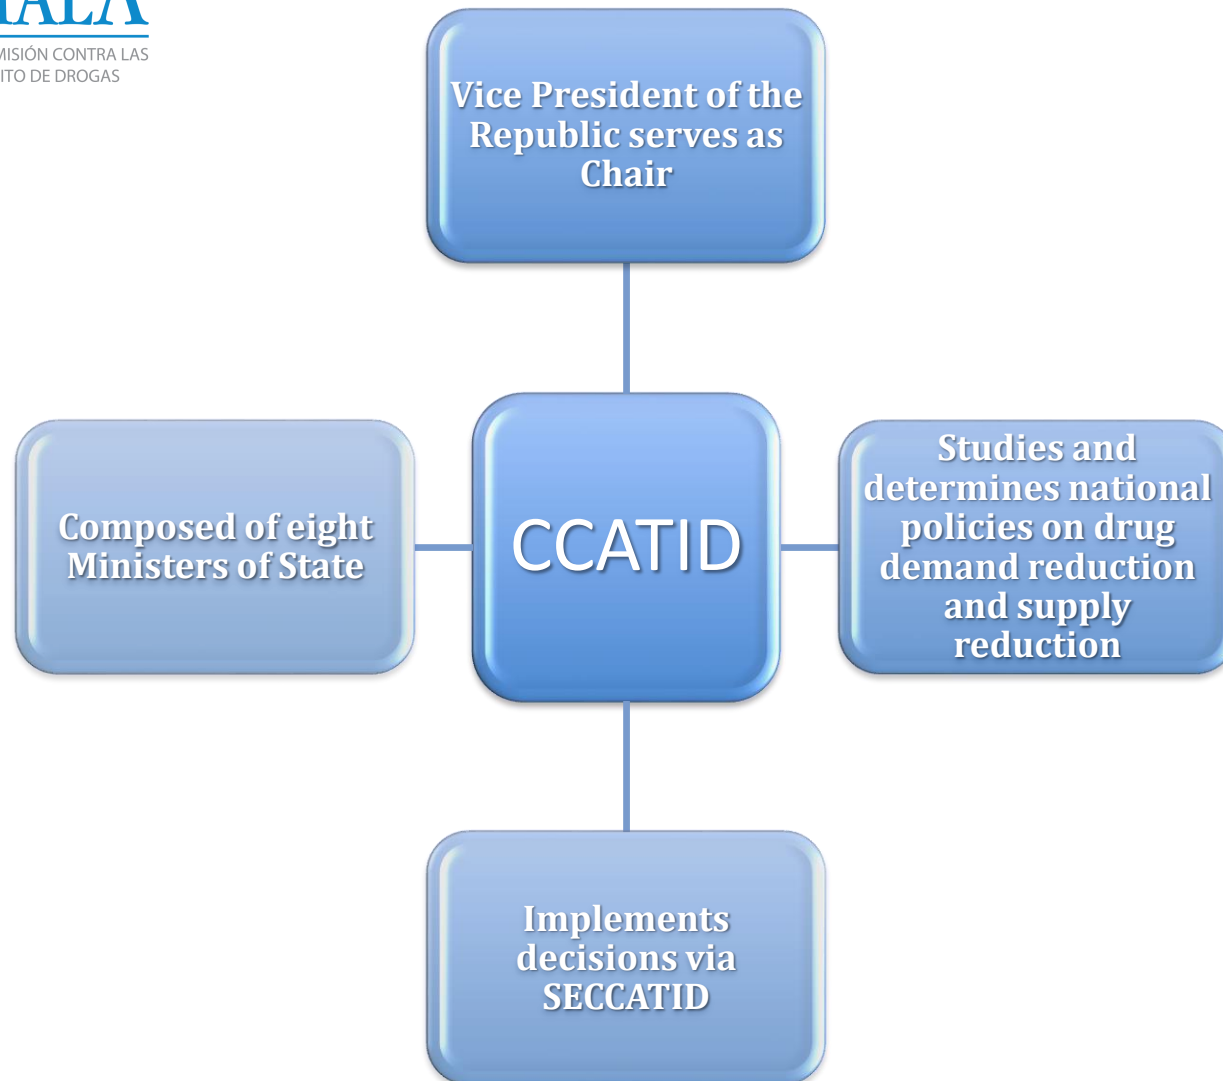 MISIÓN CONTRA LAS
ITO DE DROGAS
Vice President of the
Republic serves as
Chair
Composed of eight
Ministers of State
CCATID
Studies and
determines national
policies on drug
demand reduction
and supply
reduction
Implements
decisions via
SECCATID